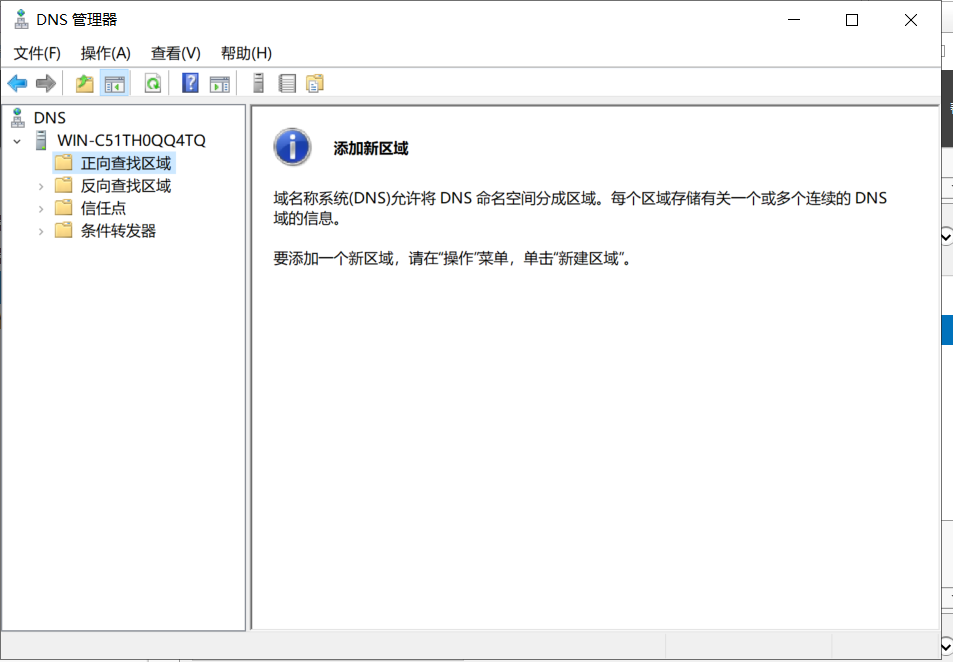 DNS 管理器
文件(F) 操作(A) 查看(V) 帮助(H)
DNS
WIN-C51TH0QQ4TQ
正向查找区域
反向查找区域
信任点
条件转发器
添加新区域
域名称系统(DNS)允许将 DNS 命名空间分成区域。每个区域存储有关一个或多个连续的 DNS
域的信息。
要添加一个新区域，请在“操作”菜单，单击“新建区域”。